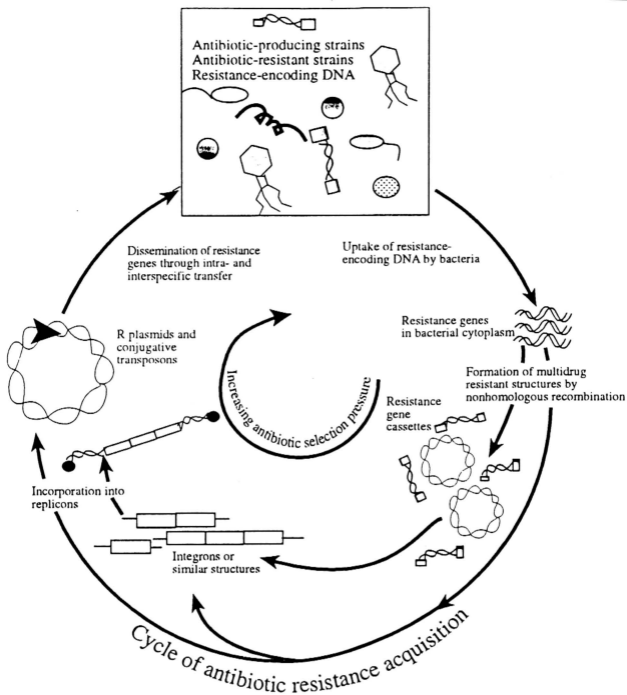 Antibiotic-producing strains
Antibiotic-resistant strains
Resistance-encoding DNA
Dissemination of resistance
genes through intra- and
interspecific transfer
Uptake of resistance-
encoding DNA by bacteria
R plasmids and
conjugative
transposons
Resistance genes
in bacterial cytoplasm
Formation of multidrug
resistant structures by
nonhomologous recombination
Increasing antibiotic selection pressure
Resistance
gene
cassettes
Incorporation into
replicons
Integrons or
similar structures
Cycle of antibiotic resistance acquisition